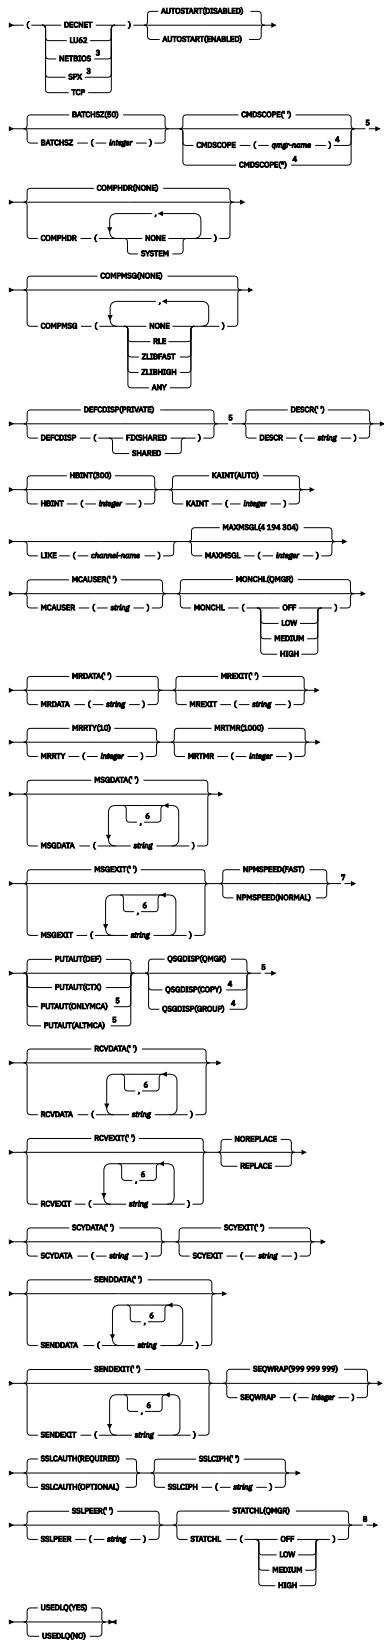 AUTOSTART(DISABLED)
( DECNET ) AUTOSTART(ENABLED)
LU62
NETBIOS 3
SPX 3
TCP
BATCHSZ(50) CMDSCOPE(' ') 5
BATCHSZ ( integer ) CMDSCOPE ( qmgr-name ) 4
CMDSCOPE(*) 4
COMPHDR(NONE)
,
COMPHDR ( NONE )
SYSTEM
COMPMSG(NONE)
,
COMPMSG ( NONE )
RLE
ZLIBFAST
ZLIBHIGH
ANY
DEFCDISP(PRIVATE) 5 DESCR(' ')
DEFCDISP ( FIXSHARED ) DESCR ( string )
SHARED
HBINT(300) KAINT(AUTO)
HBINT ( integer ) KAINT ( integer )
MAXMSGL(4 194 304)
LIKE ( channel-name ) MAXMSGL ( integer )
MCAUSER(' ') MONCHL(QMGR)
MCAUSER ( string ) MONCHL ( OFF )
LOW
MEDIUM
HIGH
MRDATA(' ') MREXIT(' ')
MRDATA ( string ) MREXIT ( string )
MRRTY(10) MRTMR(1000)
MRRTY ( integer ) MRTMR ( integer )
MSGDATA(' ')
, 6
MSGDATA ( string )
MSGEXIT(' ') NPMSPEED(FAST) 7
, 6 NPMSPEED(NORMAL)
MSGEXIT ( string )
PUTAUT(DEF) QSGDISP(QMGR) 5
PUTAUT(CTX) QSGDISP(COPY) 4
PUTAUT(ONLYMCA) 5 QSGDISP(GROUP) 4
PUTAUT(ALTMCA) 5
RCVDATA(' ')
, 6
RCVDATA ( string )
RCVEXIT(' ') NOREPLACE
, 6 REPLACE
RCVEXIT ( string )
SCYDATA(' ') SCYEXIT(' ')
SCYDATA ( string ) SCYEXIT ( string )
SENDDATA(' ')
, 6
SENDDATA ( string )
SENDEXIT(' ') SEQWRAP(999 999 999)
, 6 SEQWRAP ( integer )
SENDEXIT ( string )
SSLCAUTH(REQUIRED) SSLCIPH(' ')
SSLCAUTH(OPTIONAL) SSLCIPH ( string )
SSLPEER(' ') STATCHL(QMGR) 8
SSLPEER ( string ) STATCHL ( OFF )
LOW
MEDIUM
HIGH
USEDLQ(YES)
USEDLQ(NO)